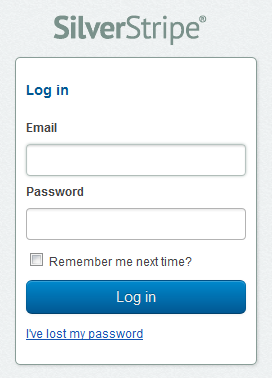 SilverStripe®
Log in
Email
Password
Remember me next time?
Log in
I've lost my password